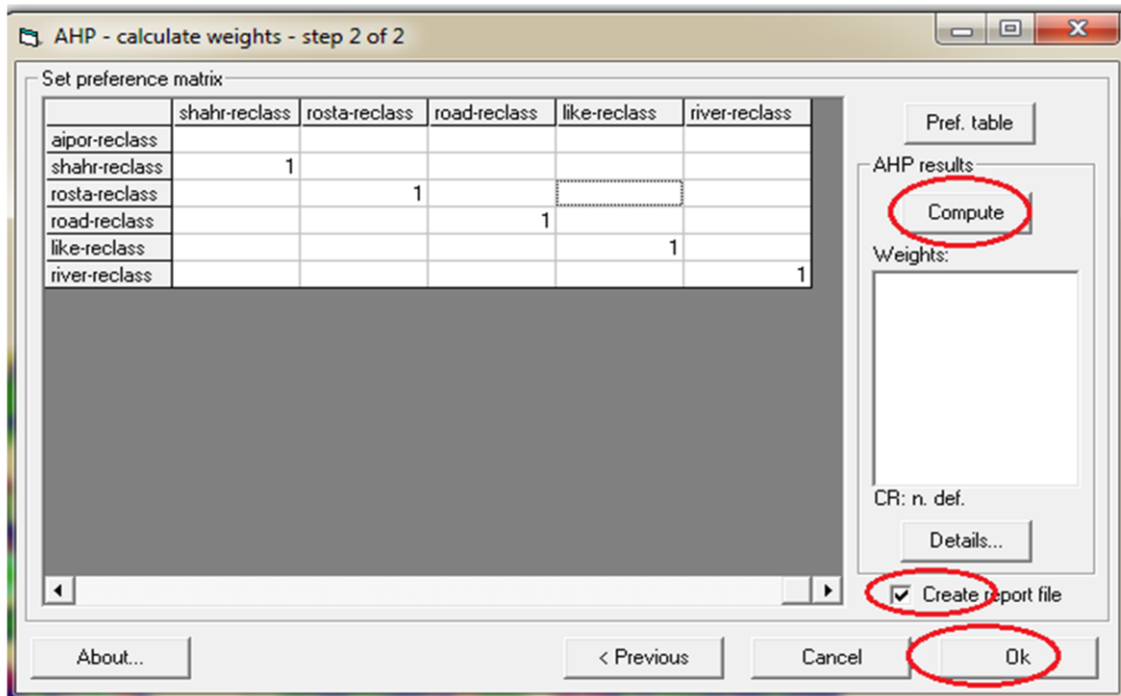 AHP - calculate weights - step 2 of 2
Set preference matrix
shahr-reclass rosta-reclass road-reclass like-reclass river-reclass
aipor-reclass
shahr-reclass 1
rosta-reclass 1
road-reclass 1
like-reclass 1
river-reclass 1
Pref. table
AHP results
Compute
Weights:
CR: n. def.
Details...
Create report file
About...
< Previous
Cancel
Ok